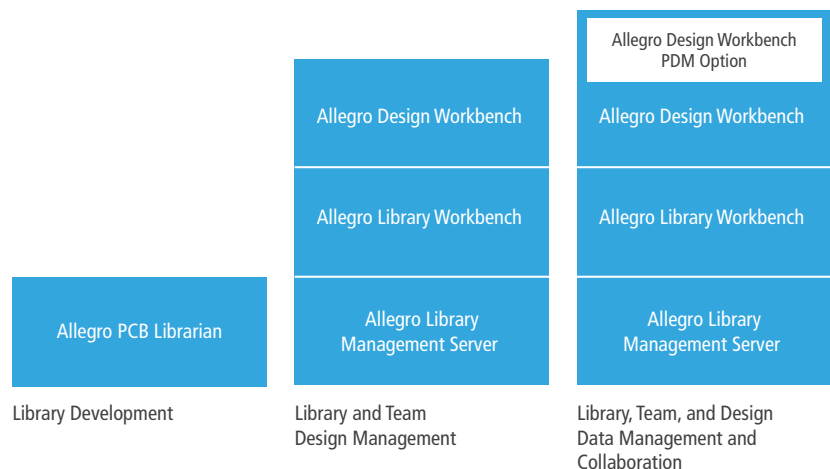 Allegro PCB Librarian
Library Development
Allegro Design Workbench
Allegro Library Workbench
Allegro Library
Management Server
Library and Team
Design Management
Allegro Design Workbench
PDM Option
Allegro Design Workbench
Allegro Library Workbench
Allegro Library
Management Server
Library, Team, and Design
Data Management and
Collaboration